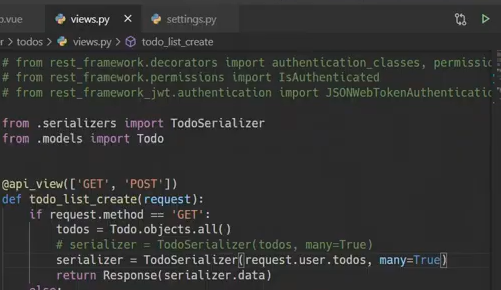 .vue views.py × settings.py
todos > views.py > todo_list_create
# from rest_framework.decorators import authentication_classes,
# from rest_framework.permissions import IsAuthenticated
# from rest_framework_jwt.authentication import
from .serializers import TodoSerializer
from .models import Todo
@api_view(['GET', 'POST'])
def todo_list_create(request):
if request.method == 'GET':
todos = Todo.objects.all()
# serializer = TodoSerializer(todos, many=True)
serializer = TodoSerializer(request.user.todos, many=True)
return Response(serializer.data)